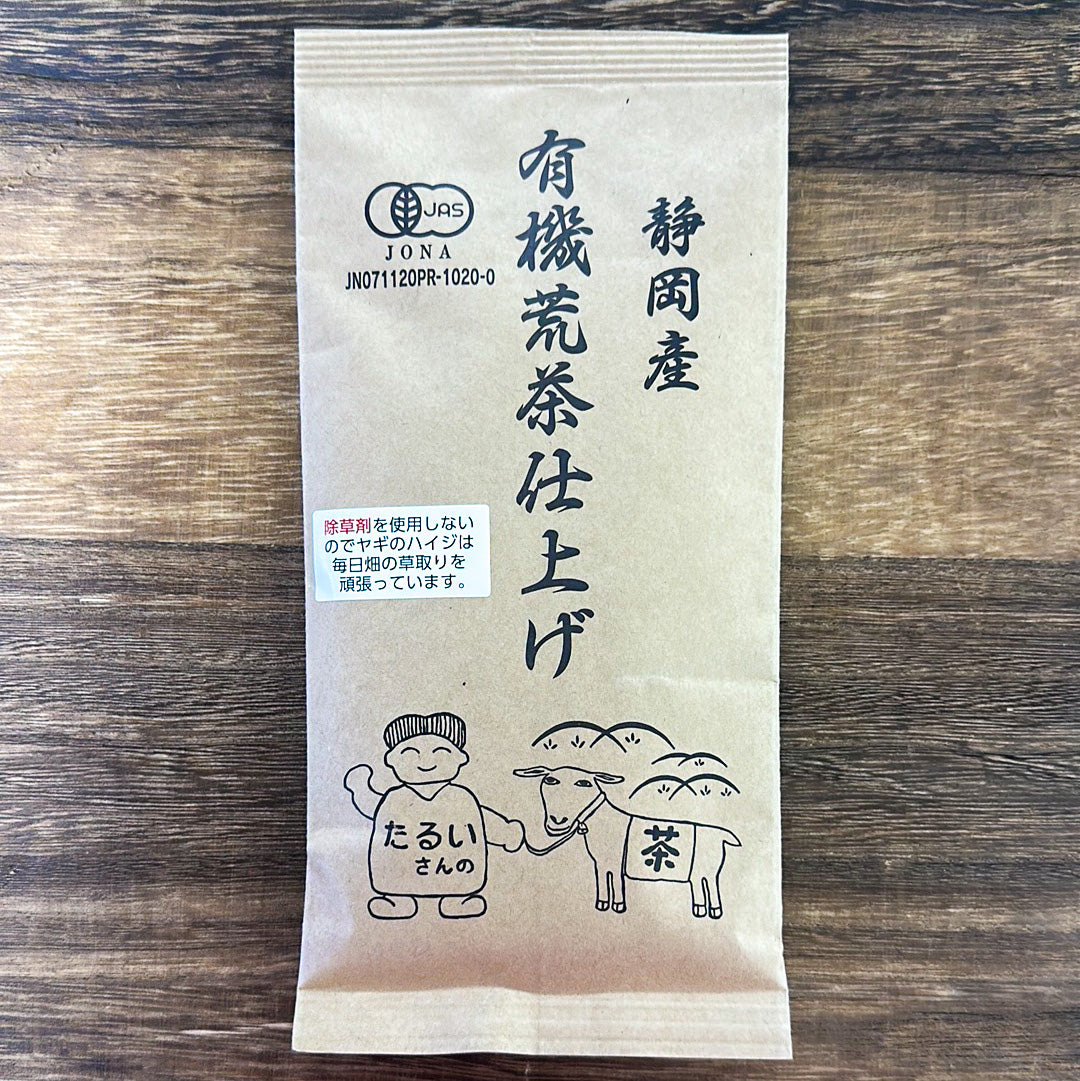 静岡産
有機荒茶仕上げ
JAS
JONA
JN071120PR-1020-0
除草剤を使用しない
のでヤギのハイジは
毎日畑の草取りを
頑張っています。
たるい
さんの
茶